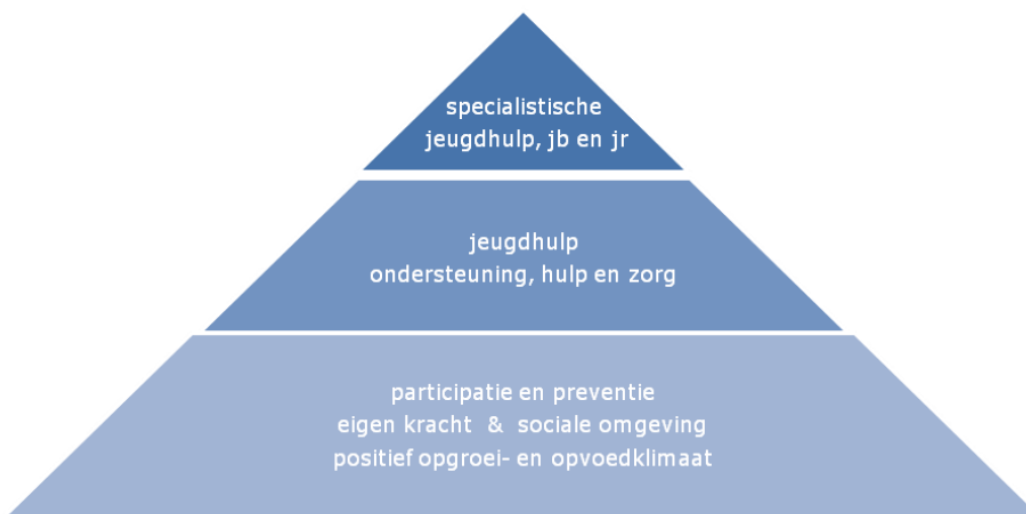 specialistische
jeugdhulp, jb en jr
jeugdhulp
ondersteuning, hulp en zorg
participatie en preventie
eigen kracht & sociale omgeving
positief opgroei- en opvoedklimaat